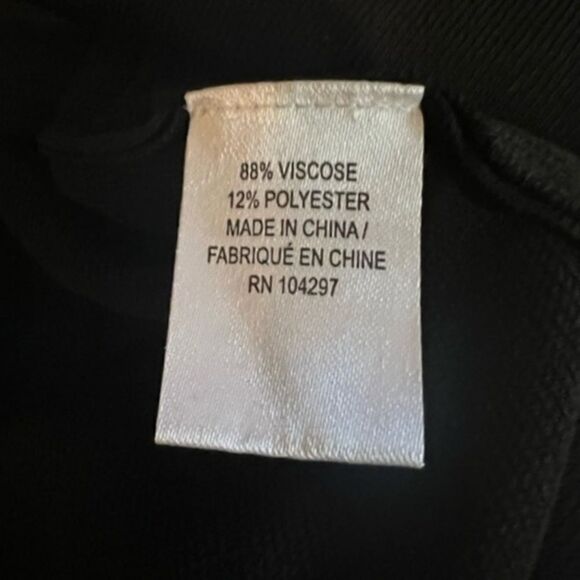 88% VISCOSE
12% POLYESTER
MADE IN CHINA /
FABRIQUÉ EN CHINE
RN 104297